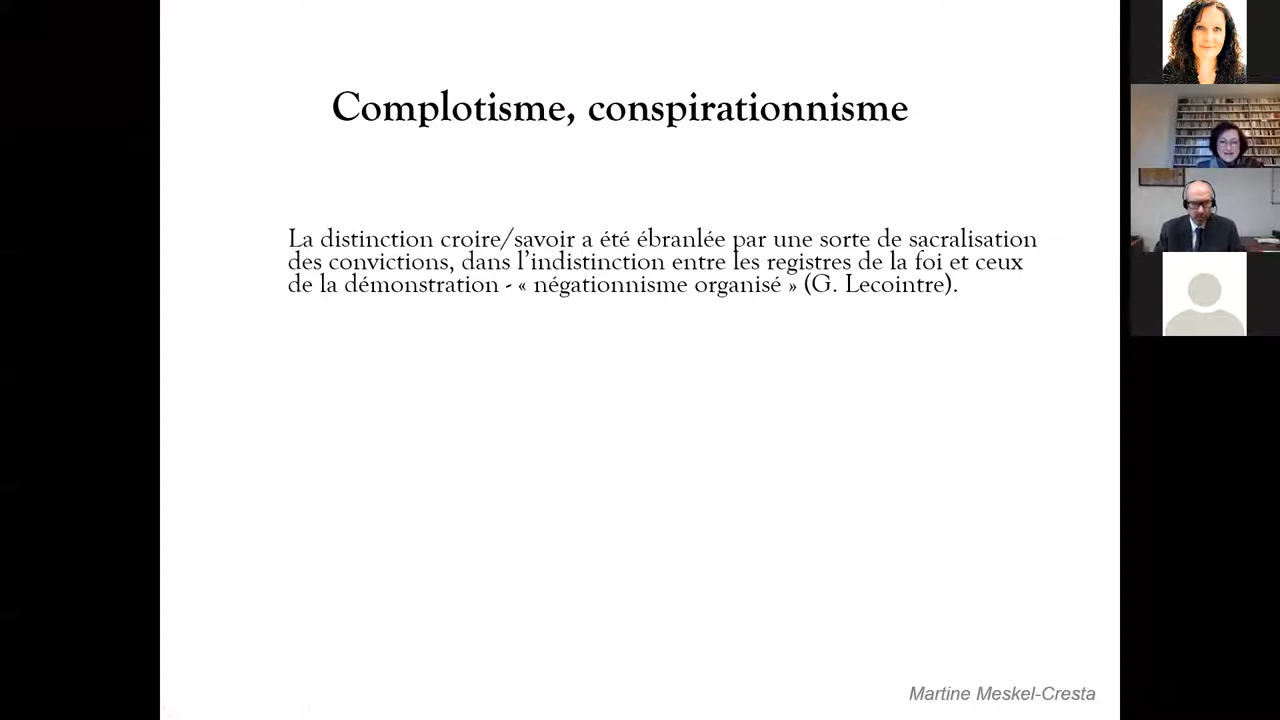 Complotisme, conspirationnisme
La distinction croire/savoir a été ébranlée par une sorte de sacralisation
des convictions, dans l’indistinction entre les registres de la foi et ceux
de la démonstration - « négationnisme organisé » (G. Lecointre).
Martine Meskel-Cresta